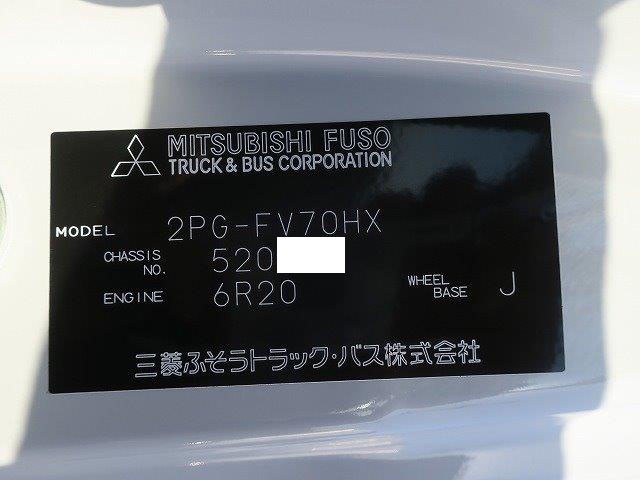 MITSUBISHI FUSO
TRUCK & BUS CORPORATION
MODEL 2PG-FV70HX
CHASSIS NO. 520
ENGINE 6R20 WHEEL BASE J
三菱ふそうトラック・バス株式会社